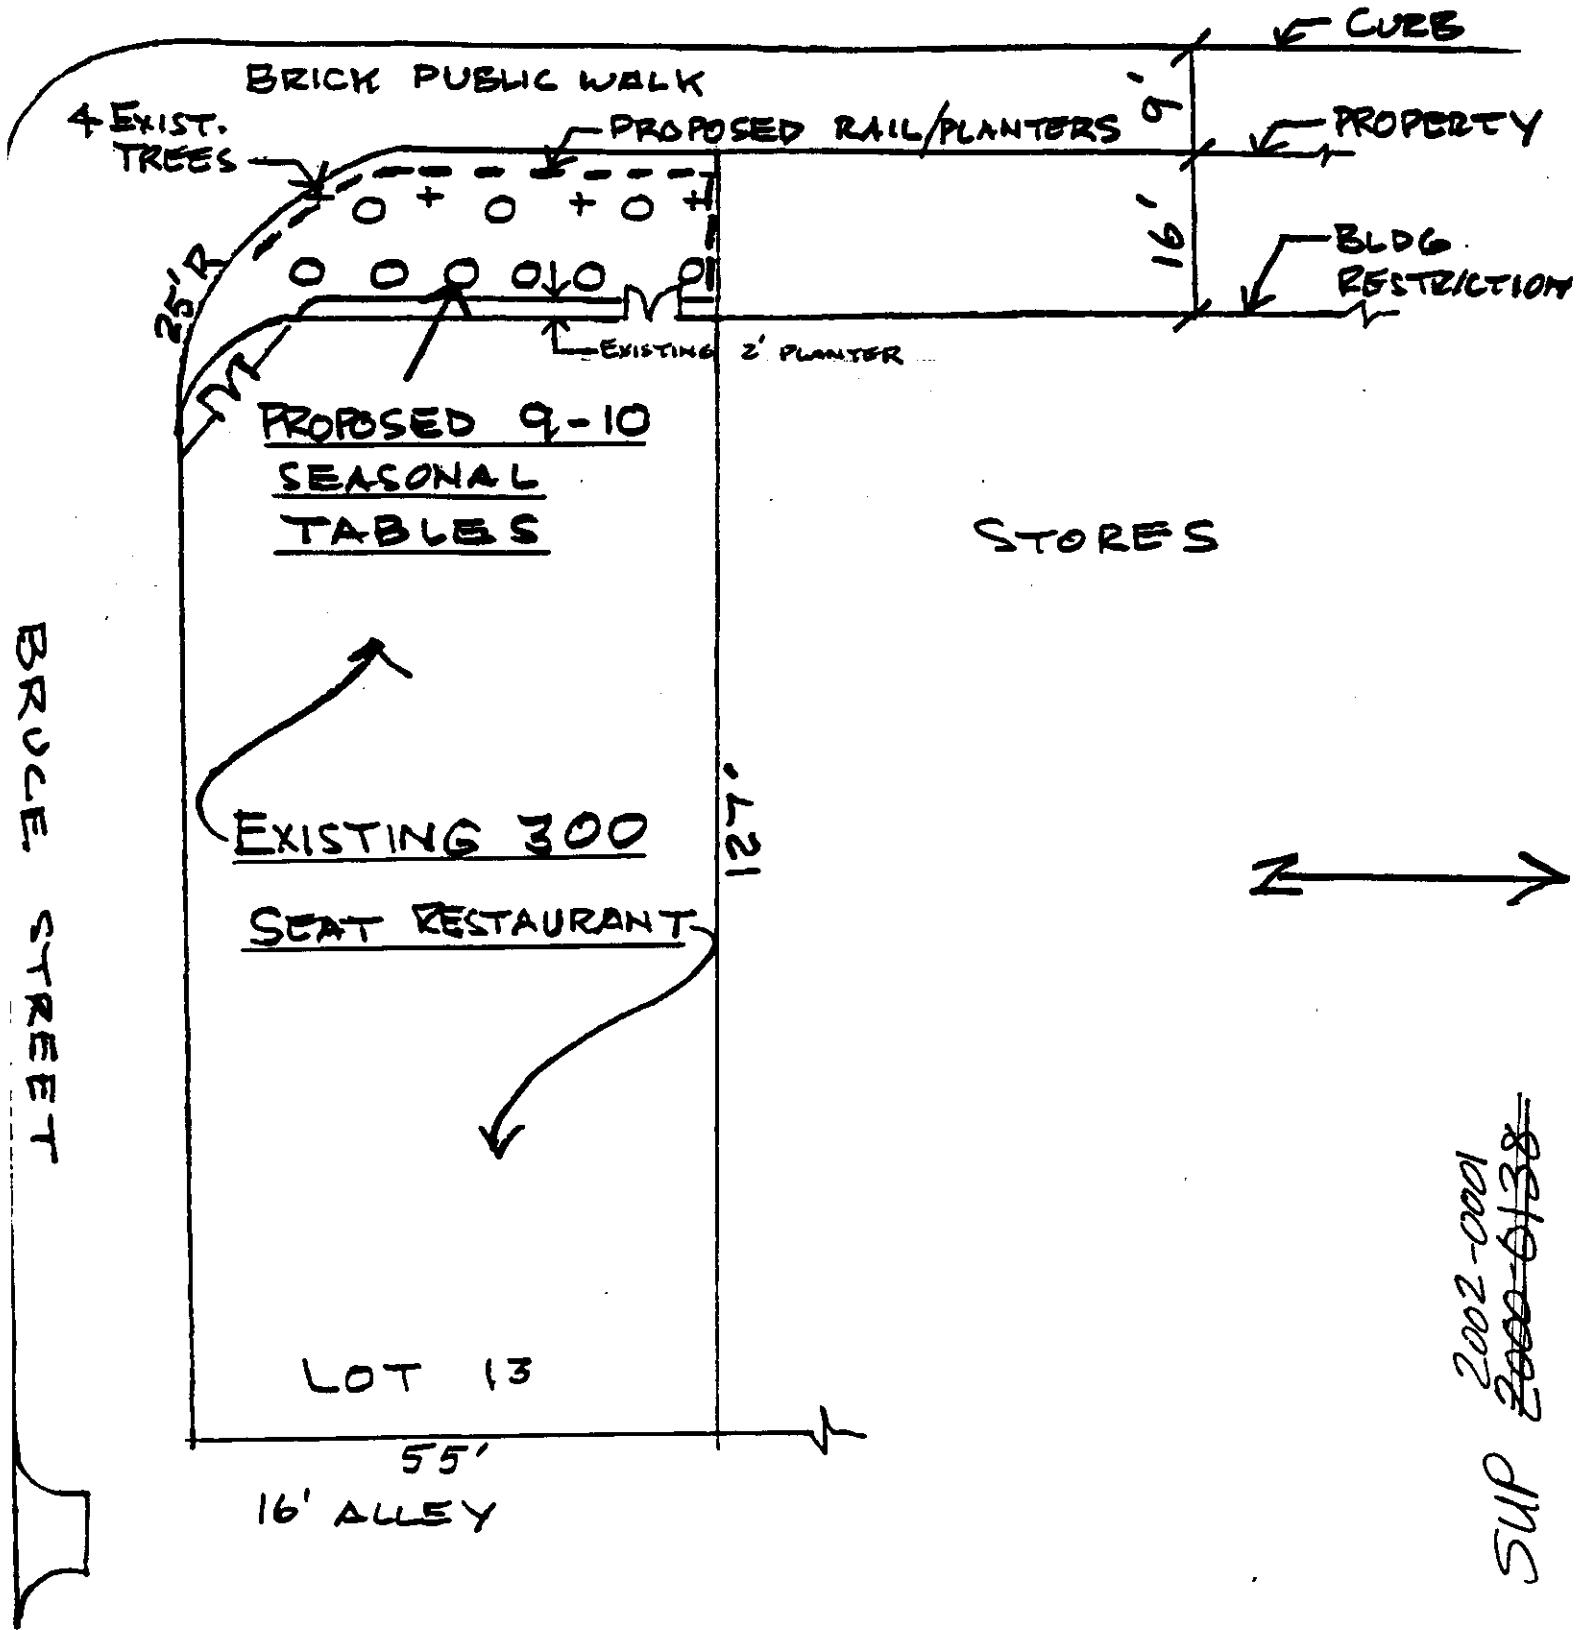 CURB
BRICK PUBLIC WALK
9'
4 EXIST.
TREES
PROPOSED RAIL/PLANTERS
PROPERTY
16'
BLDG
RESTRICTION
25' R
EXISTING 2' PLANTER
PROPOSED 9-10
SEASONAL
TABLES
STORES
BRUCE STREET
127'
EXISTING 300
SEAT RESTAURANT
N
LOT 13
55'
16' ALLEY
2002-0001
SUP 2000-0138